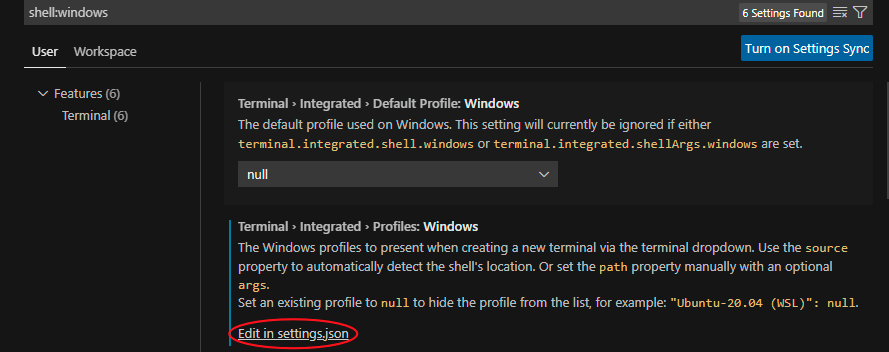 shell:windows
6 Settings Found
User
Workspace
Turn on Settings Sync
Features (6)
Terminal (6)
Terminal › Integrated › Default Profile: Windows
The default profile used on Windows. This setting will currently be ignored if either
terminal.integrated.shell.windows or terminal.integrated.shellArgs.windows are set.
null
Terminal › Integrated › Profiles: Windows
The Windows profiles to present when creating a new terminal via the terminal dropdown. Use the source
property to automatically detect the shell's location. Or set the path property manually with an optional
args.
Set an existing profile to null to hide the profile from the list, for example: "Ubuntu-20.04 (WSL)": null.
Edit in settings.json